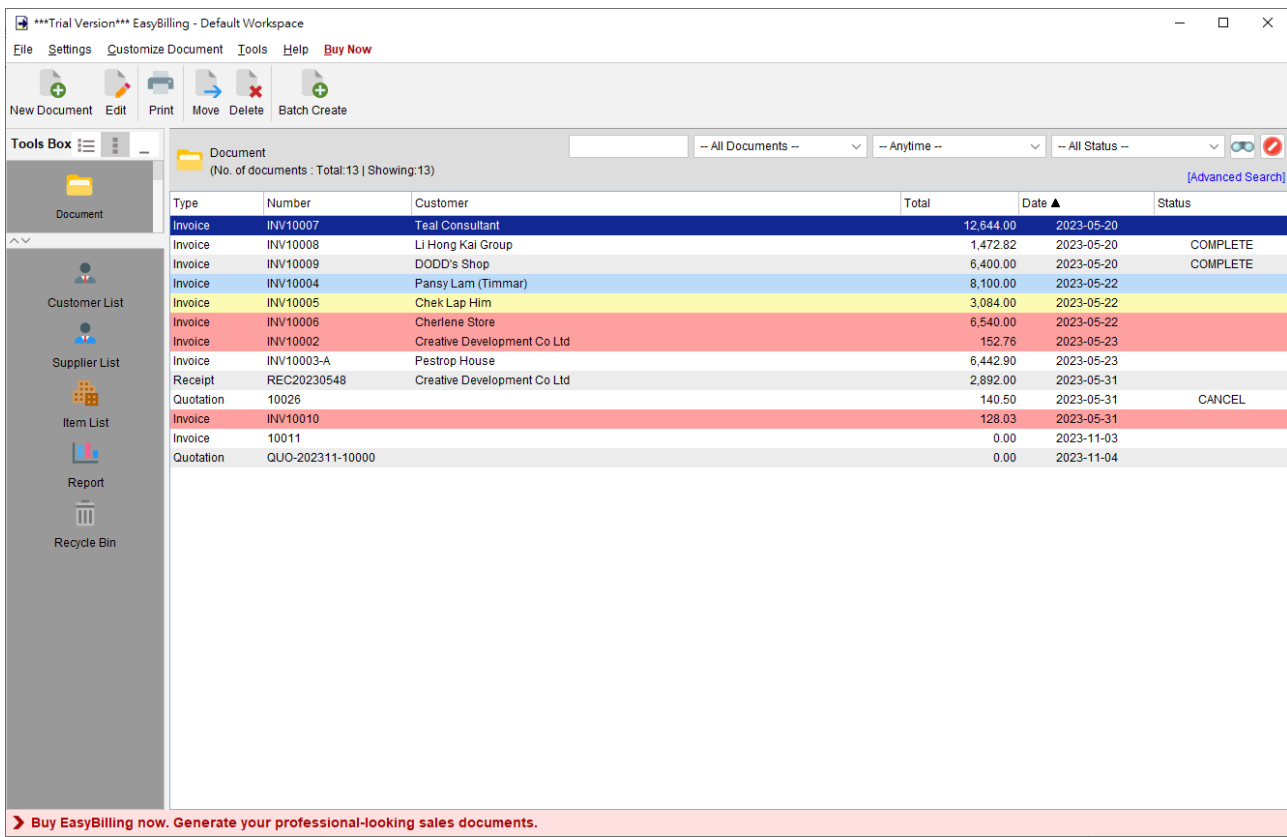 ***Trial Version*** EasyBilling - Default Workspace
File Settings Customize Document Tools Help Buy Now
New Document Edit Print Move Delete Batch Create
Tools Box
Document
Customer List
Supplier List
Item List
Report
Recycle Bin
Document
(No. of documents : Total:13 | Showing:13)
-- All Documents -- -- Anytime -- -- All Status --
[Advanced Search]
Type Number Customer Total Date ▲ Status
Invoice INV10007 Teal Consultant 12,644.00 2023-05-20
Invoice INV10008 Li Hong Kai Group 1,472.82 2023-05-20 COMPLETE
Invoice INV10009 DODD's Shop 6,400.00 2023-05-20 COMPLETE
Invoice INV10004 Pansy Lam (Timmar) 8,100.00 2023-05-22
Invoice INV10005 Chek Lap Him 3,084.00 2023-05-22
Invoice INV10006 Cherlene Store 6,540.00 2023-05-22
Invoice INV10002 Creative Development Co Ltd 152.76 2023-05-23
Invoice INV10003-A Pestrop House 6,442.90 2023-05-23
Receipt REC20230548 Creative Development Co Ltd 2,892.00 2023-05-31
Quotation 10026 140.50 2023-05-31 CANCEL
Invoice INV10010 128.03 2023-05-31
Invoice 10011 0.00 2023-11-03
Quotation QUO-202311-10000 0.00 2023-11-04
Buy EasyBilling now. Generate your professional-looking sales documents.